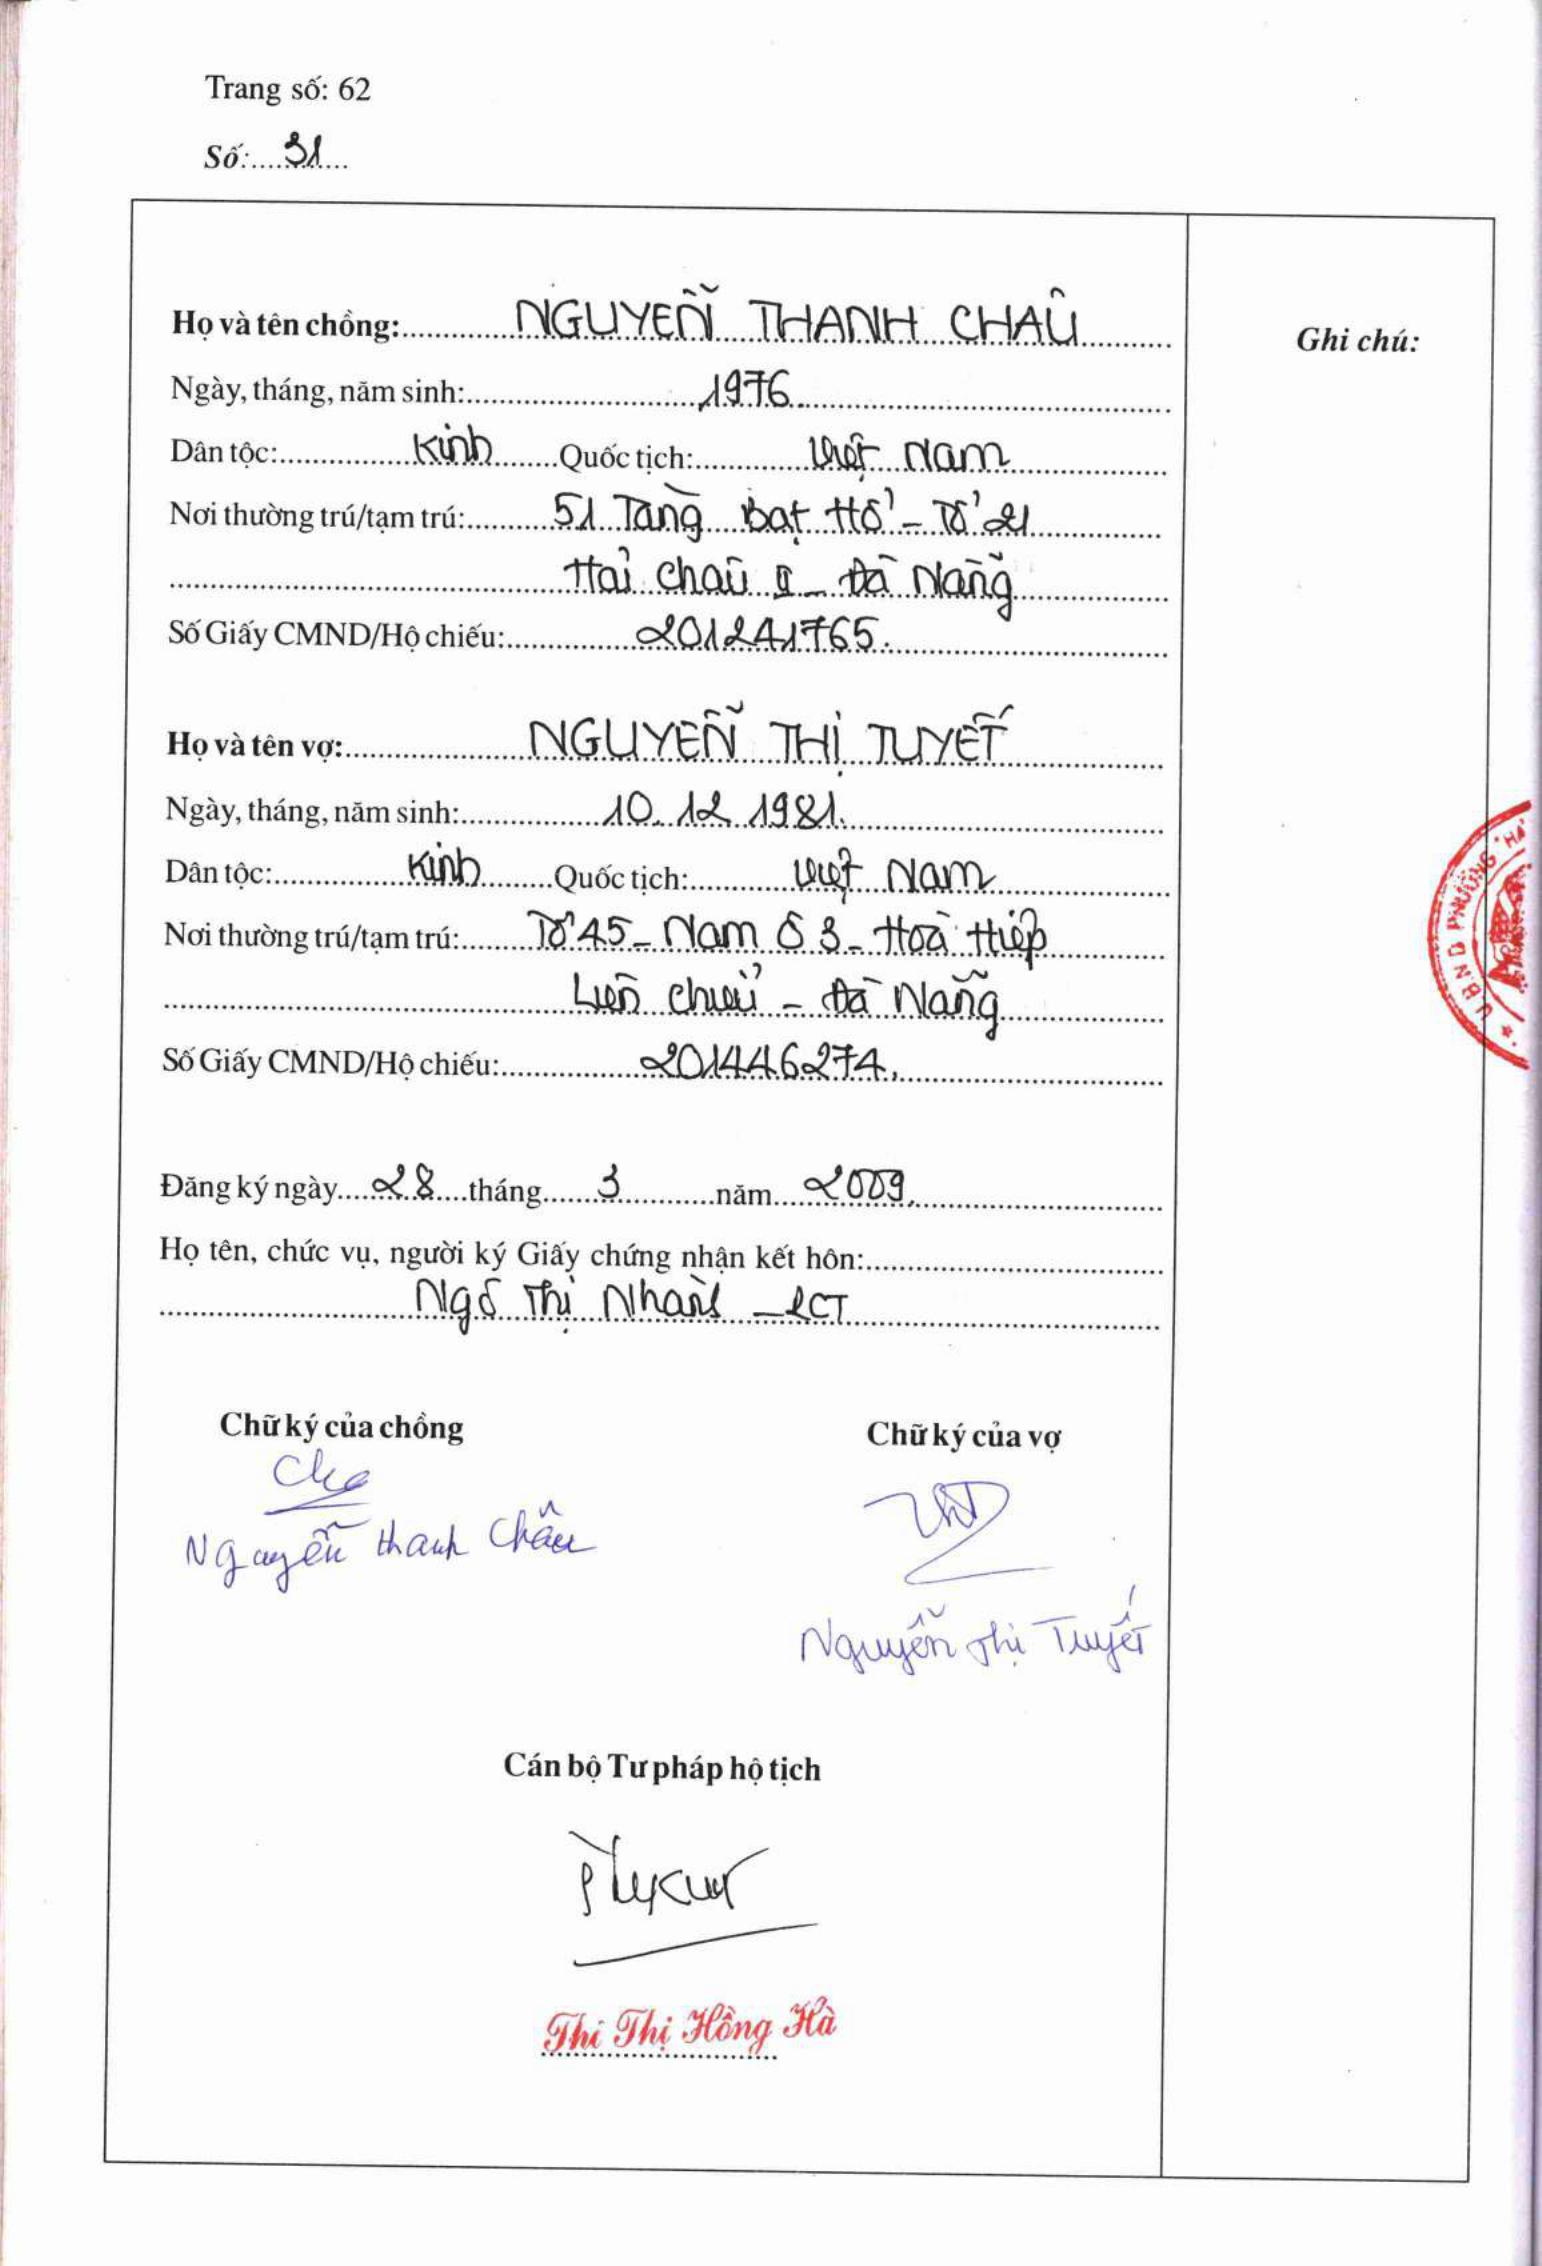 Trang số: 62
Số: 31
Họ và tên chồng: NGUYỄN THANH CHÂU
Ghi chú:
Ngày, tháng, năm sinh: 1976
Dân tộc: Kinh Quốc tịch: Việt Nam
Nơi thường trú/tạm trú: 51 Tăng Bạt Hổ - Tổ 21
Hải Châu II - Đà Nẵng
Số Giấy CMND/Hộ chiếu: 201241765.
Họ và tên vợ: NGUYỄN THỊ TUYẾT
Ngày, tháng, năm sinh: 10.12.1981.
Dân tộc: Kinh Quốc tịch: Việt Nam
Nơi thường trú/tạm trú: Tổ 45 - Nam Ô 3 - Hoà Hiệp
Liên Chiểu - Đà Nẵng
Số Giấy CMND/Hộ chiếu: 201446274.
Đăng ký ngày 28 tháng 3 năm 2009.
Họ tên, chức vụ, người ký Giấy chứng nhận kết hôn:
Ngô Thị Nhàn - PCT
Chữ ký của chồng
Chữ ký của vợ
Nguyễn Thanh Châu
Nguyễn Thị Tuyết
Cán bộ Tư pháp hộ tịch
Thi Thị Hồng Hà
U.B.N.D PHƯỜNG HẢ